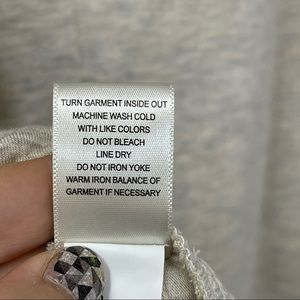 TURN GARMENT INSIDE OUT
MACHINE WASH COLD
WITH LIKE COLORS
DO NOT BLEACH
LINE DRY
DO NOT IRON YOKE
WARM IRON BALANCE OF
GARMENT IF NECESSARY